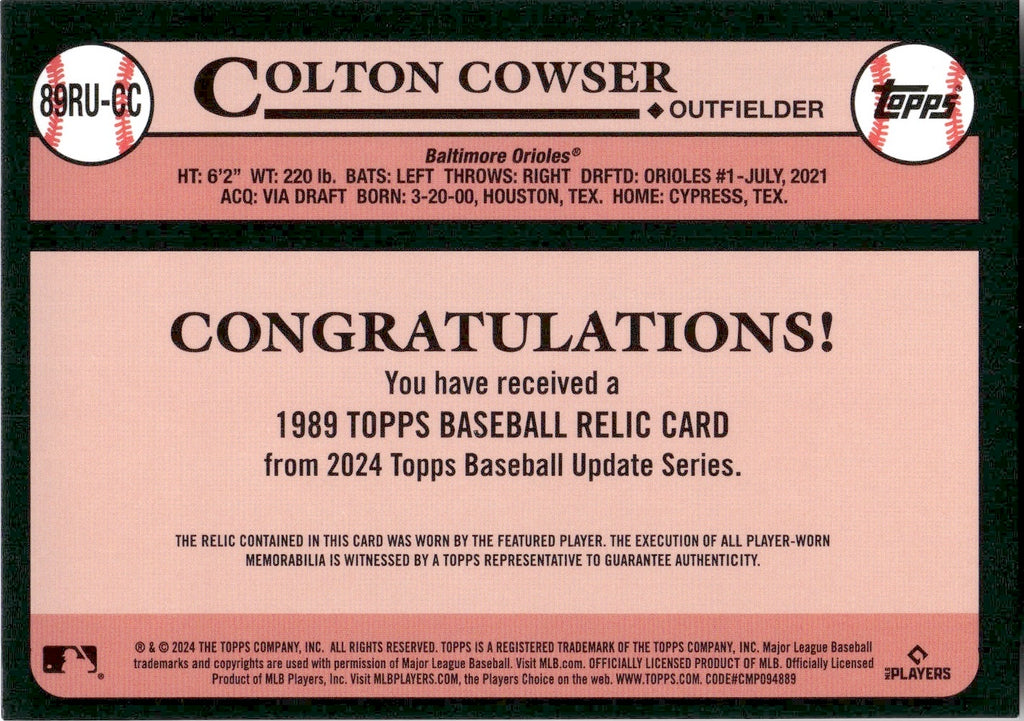 89RU-CC
COLTON COWSER
◆OUTFIELDER
Topps®
Baltimore Orioles®
HT: 6'2" WT: 220 lb. BATS: LEFT THROWS: RIGHT DRFTD: ORIOLES #1-JULY, 2021
ACQ: VIA DRAFT BORN: 3-20-00, HOUSTON, TEX. HOME: CYPRESS, TEX.
CONGRATULATIONS!
You have received a
1989 TOPPS BASEBALL RELIC CARD
from 2024 Topps Baseball Update Series.
THE RELIC CONTAINED IN THIS CARD WAS WORN BY THE FEATURED PLAYER. THE EXECUTION OF ALL PLAYER-WORN
MEMORABILIA IS WITNESSED BY A TOPPS REPRESENTATIVE TO GUARANTEE AUTHENTICITY.
® & © 2024 THE TOPPS COMPANY, INC. ALL RIGHTS RESERVED. TOPPS IS A REGISTERED TRADEMARK OF THE TOPPS COMPANY, INC. Major League Baseball
trademarks and copyrights are used with permission of Major League Baseball. Visit MLB.com. OFFICIALLY LICENSED PRODUCT OF MLB. Officially Licensed
Product of MLB Players, Inc. Visit MLBPLAYERS.COM, the Players Choice on the web. WWW.TOPPS.COM. CODE#CMP094889
MLB PLAYERS